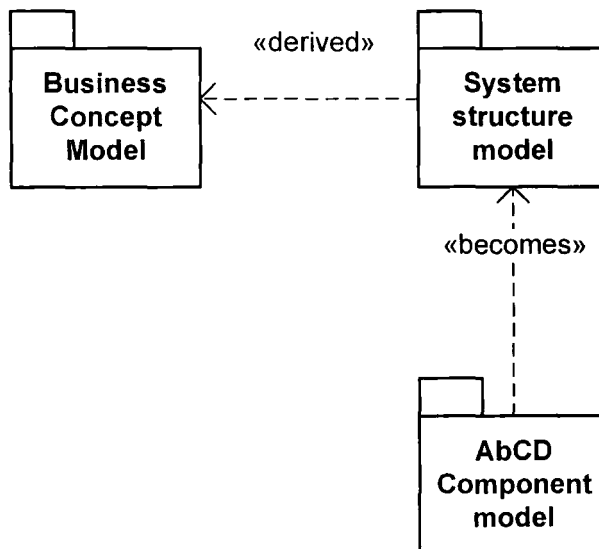 «derived»
Business
Concept
Model
System
structure
model
«becomes»
AbCD
Component
model